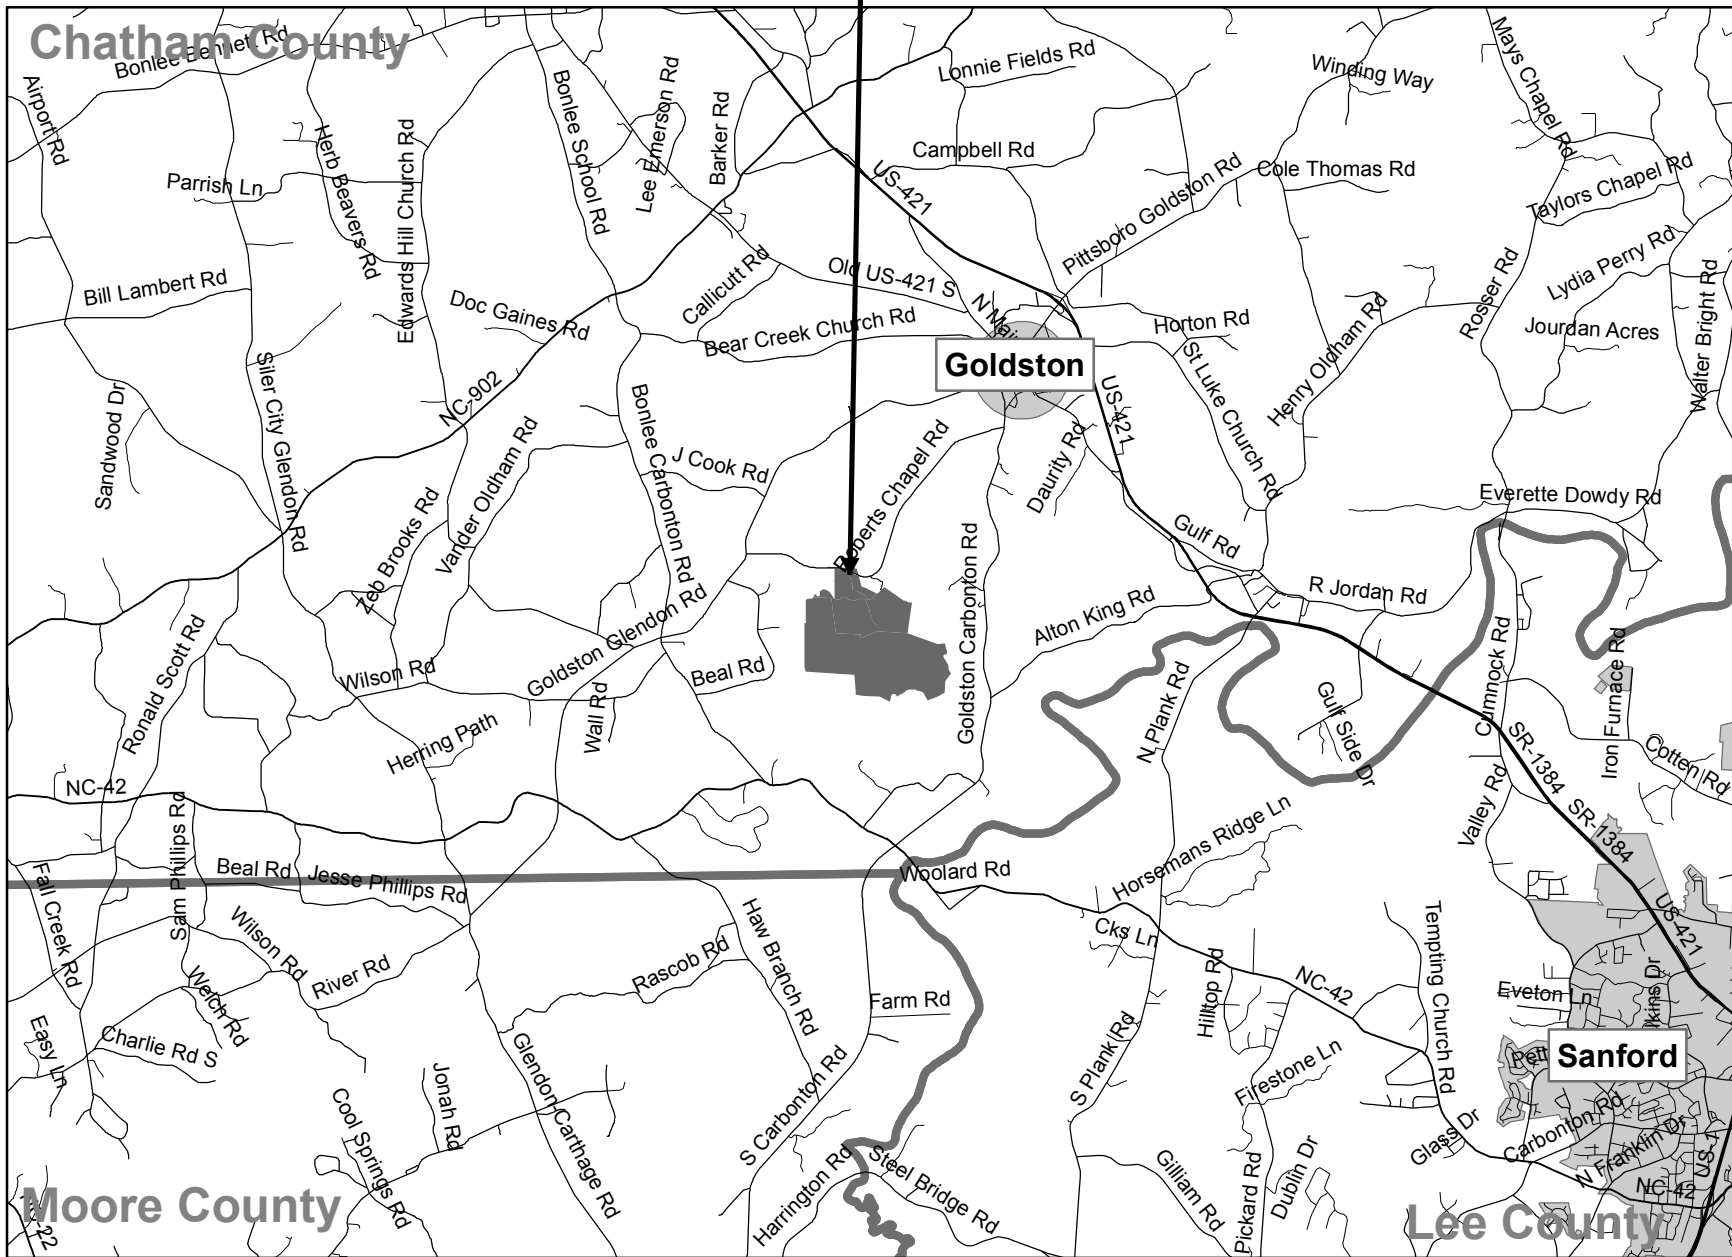 Chatham County
Bonlee Bennett Rd
Airport Rd
Herb Beavers Rd
Edwards Hill Church Rd
Parrish Ln
Bill Lambert Rd
Bonlee School Rd
Lee Emerson Rd
Barker Rd
Lonnie Fields Rd
Campbell Rd
US-421
Winding Way
Mays Chapel Rd
Cole Thomas Rd
Pittsboro Goldston Rd
Taylors Chapel Rd
Lydia Perry Rd
Rosser Rd
Jourdan Acres
Walter Bright Rd
Callicutt Rd
Old US-421 S
Doc Gaines Rd
Bear Creek Church Rd
Horton Rd
Henry Oldham Rd
St Luke Church Rd
Goldston
US-421
Siler City Glendon Rd
Sandwood Dr
NC-902
Bonlee Carbonton Rd
J Cook Rd
Roberts Chapel Rd
Daurity Rd
Vander Oldham Rd
Zeb Brooks Rd
Everette Dowdy Rd
Gulf Rd
R Jordan Rd
Alton King Rd
Goldston Carbonton Rd
Goldston Glendon Rd
Beal Rd
Wilson Rd
Ronald Scott Rd
Wall Rd
Herring Path
N Plank Rd
Gulf Side Dr
Cumnock Rd
Iron Furnace Rd
Cotten Rd
SR-1384
SR-1384
Valley Rd
NC-42
Sam Phillips Rd
Beal Rd
Jesse Phillips Rd
Fall Creek Rd
Woolard Rd
Horsemans Ridge Ln
Cks Ln
Wilson Rd
River Rd
Welch Rd
Rascob Rd
Haw Branch Rd
Farm Rd
Hilltop Rd
NC-42
Tempting Church Rd
US-421
Eveton Ln
Easy Ln
Charlie Rd S
Glendon-Carthage Rd
Jonah Rd
Cool Springs Rd
S Carbonton Rd
S Plank Rd
Firestone Ln
Sanford
Glass Dr
Carbonton Rd
N Franklin Dr
US-1
NC-42
Harrington Rd
Steel Bridge Rd
Gilliam Rd
Pickard Rd
Dublin Dr
Moore County
Lee County